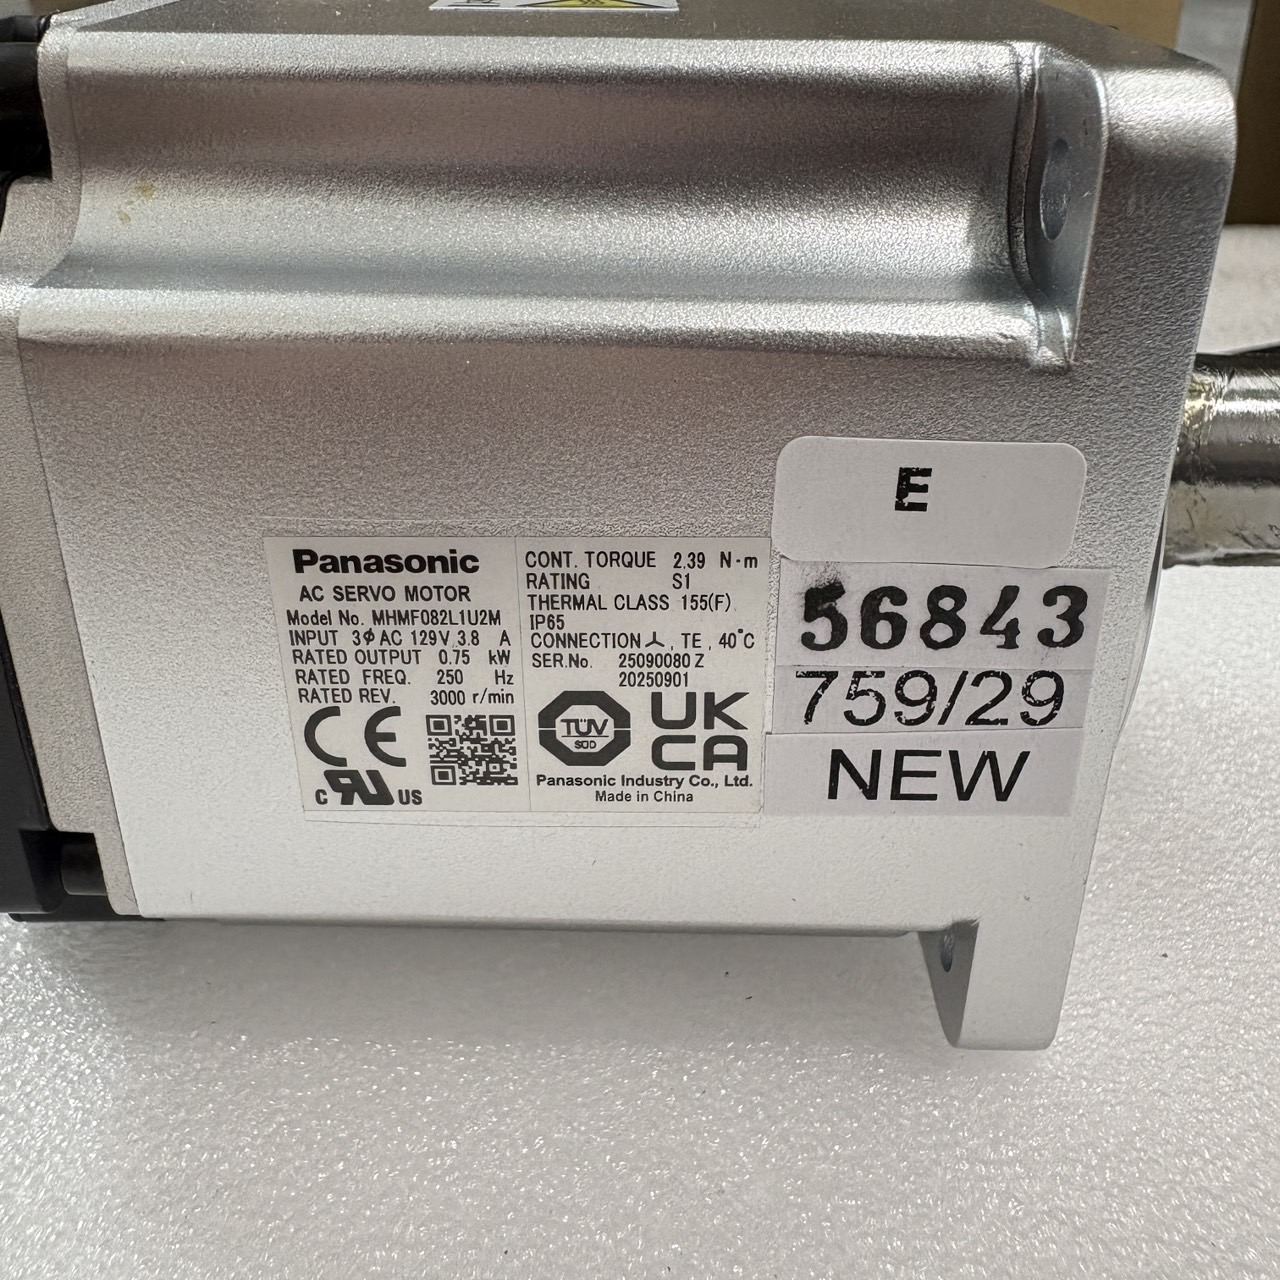 Panasonic
AC SERVO MOTOR
Model No. MHMF082L1U2M
INPUT 3φ AC 129V 3.8 A
RATED OUTPUT 0.75 kW
RATED FREQ. 250 Hz
RATED REV. 3000 r/min
CE
c RU US
CONT. TORQUE 2.39 N·m
RATING S1
THERMAL CLASS 155(F)
IP65
CONNECTION 人, TE, 40°C
SER.No. 25090080 Z
20250901
TÜV
SÜD
UK
CA
Panasonic Industry Co., Ltd.
Made in China
E
56843
759/29
NEW